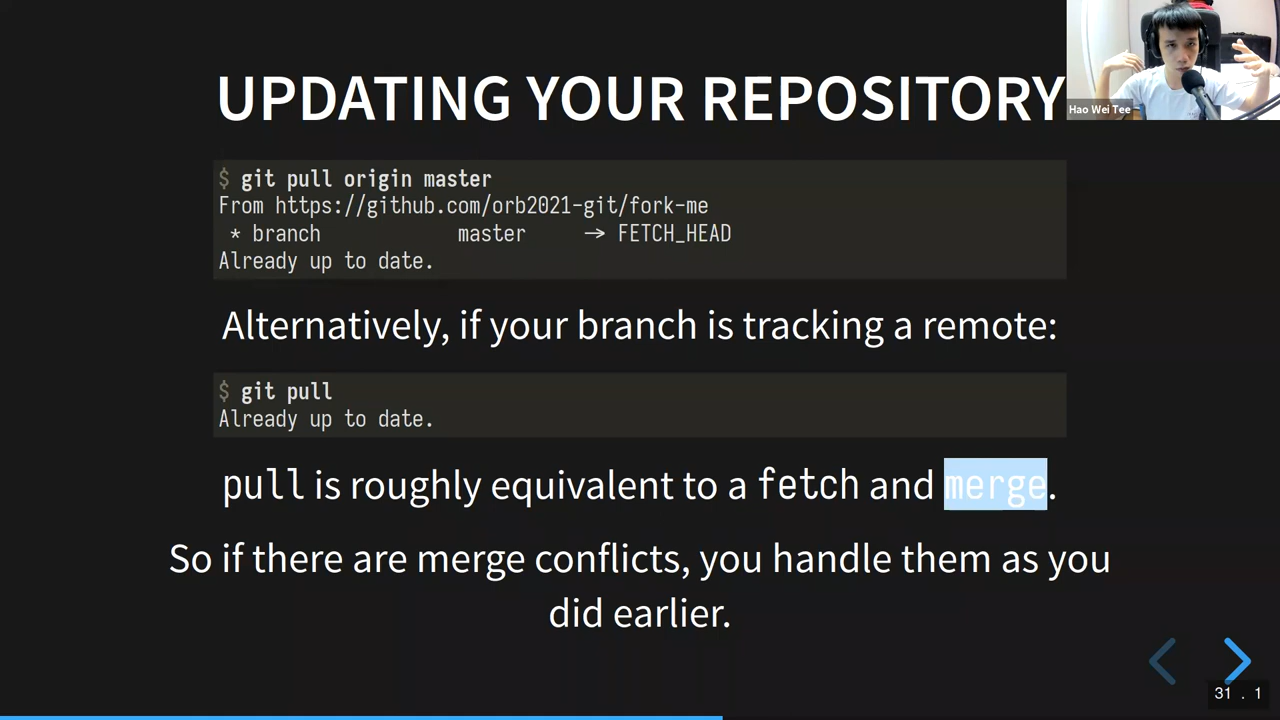 UPDATING YOUR REPOSITORY
Hao Wei Tee
$ git pull origin master
From https://github.com/orb2021-git/fork-me
* branch master -> FETCH_HEAD
Already up to date.
Alternatively, if your branch is tracking a remote:
$ git pull
Already up to date.
pull is roughly equivalent to a fetch and merge.
So if there are merge conflicts, you handle them as you
did earlier.
31 . 1